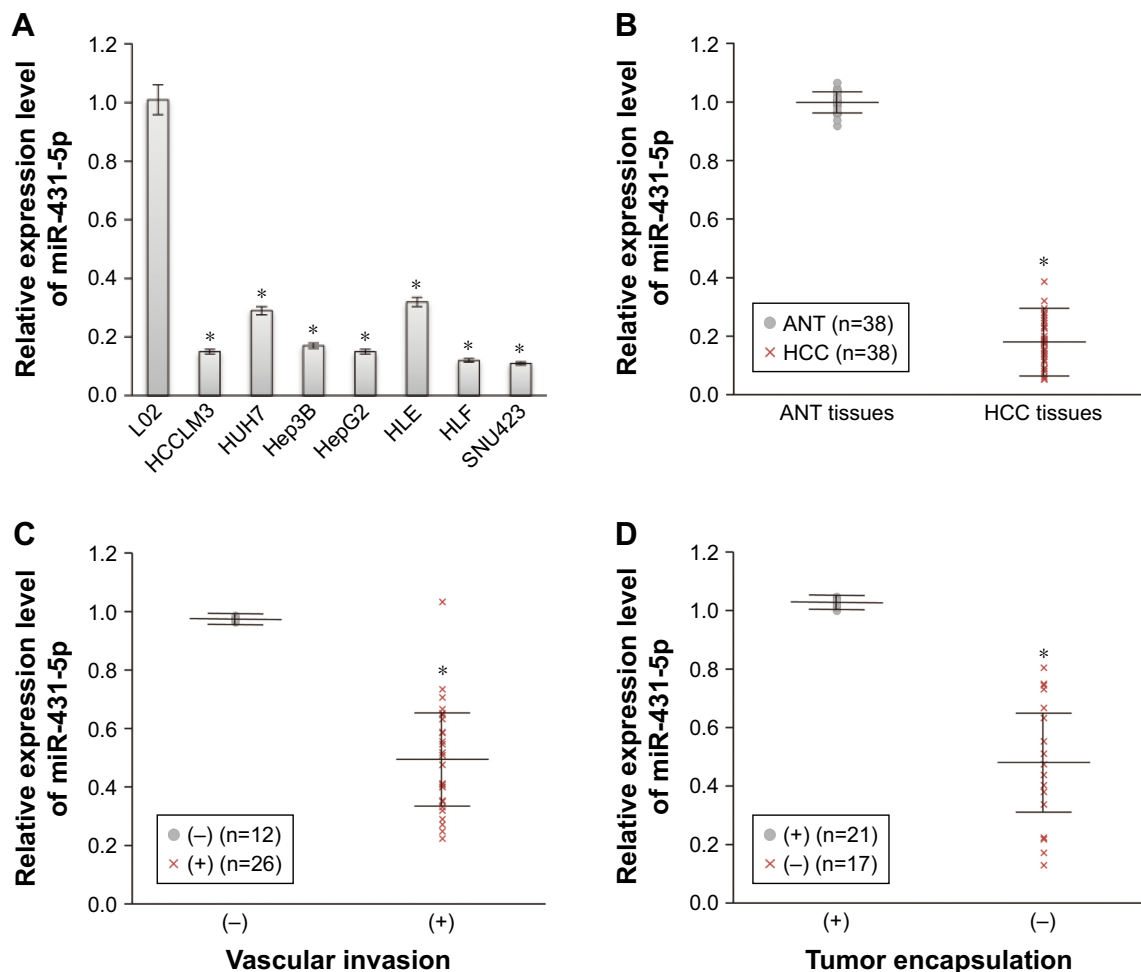 A
Relative expression level
of miR-431-5p
1.2
1.0
0.8
0.6
0.4
0.2
0.0
*
*
*
*
*
*
*
L02
HCCLM3
HUH7
Hep3B
HepG2
HLE
HLF
SNU423
B
Relative expression level
of miR-431-5p
1.2
1.0
0.8
0.6
0.4
0.2
0.0
*
ANT (n=38)
HCC (n=38)
ANT tissues
HCC tissues
C
Relative expression level
of miR-431-5p
1.2
1.0
0.8
0.6
0.4
0.2
0.0
*
(–) (n=12)
(+) (n=26)
(–)
(+)
Vascular invasion
D
Relative expression level
of miR-431-5p
1.2
1.0
0.8
0.6
0.4
0.2
0.0
*
(+) (n=21)
(–) (n=17)
(+)
(–)
Tumor encapsulation